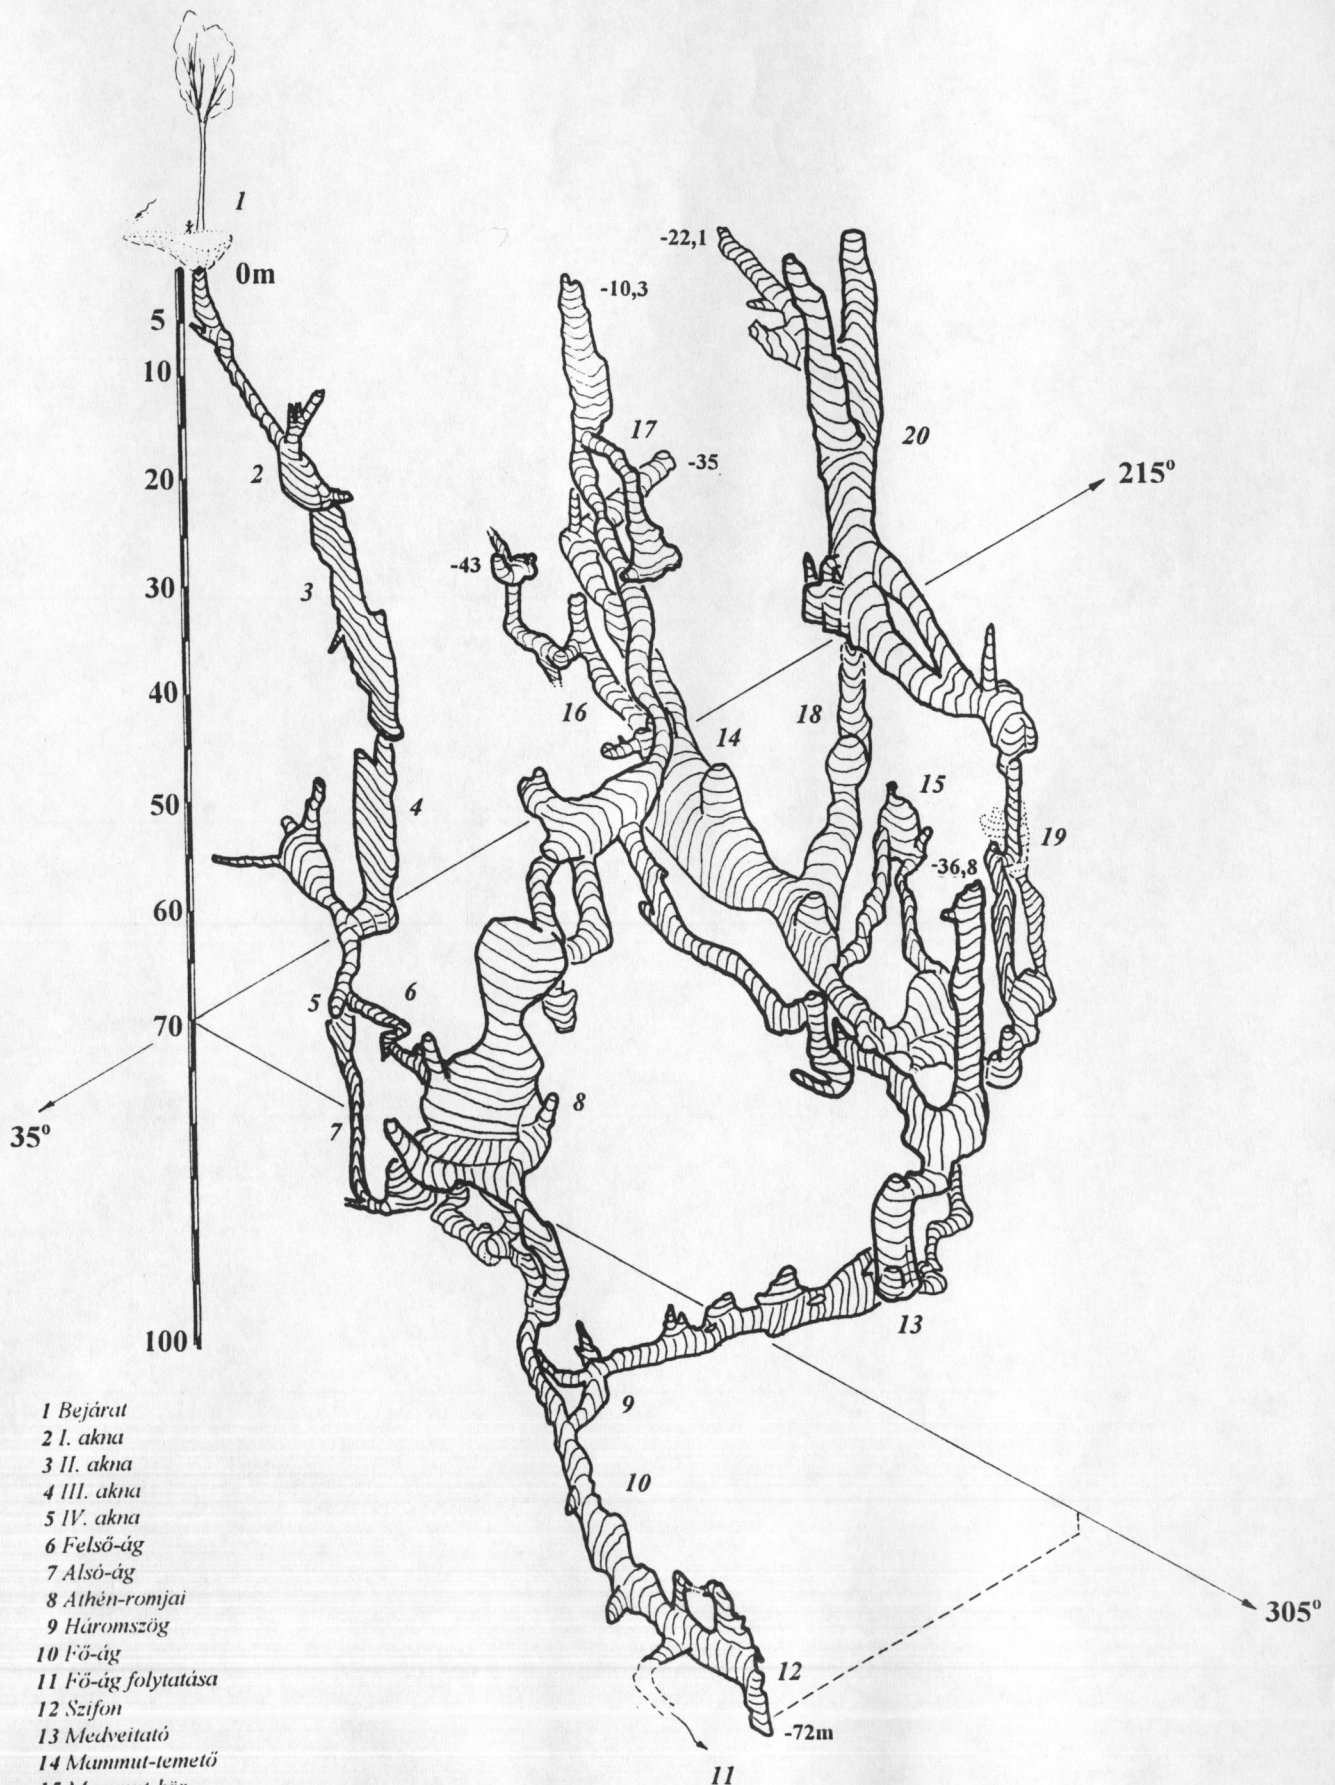 1
0m
5
10
20
30
40
50
60
70
100
-22,1
-10,3
17
-35
20
215º
2
-43
3
16
14
18
15
4
19
-36,8
5
6
35º
7
8
13
9
10
305º
12
-72m
11
1 Bejárat
2 I. akna
3 II. akna
4 III. akna
5 IV. akna
6 Felső-ág
7 Alsó-ág
8 Athén-romjai
9 Háromszög
10 Fő-ág
11 Fő-ág folytatása
12 Szifon
13 Medveitató
14 Mammut-temető